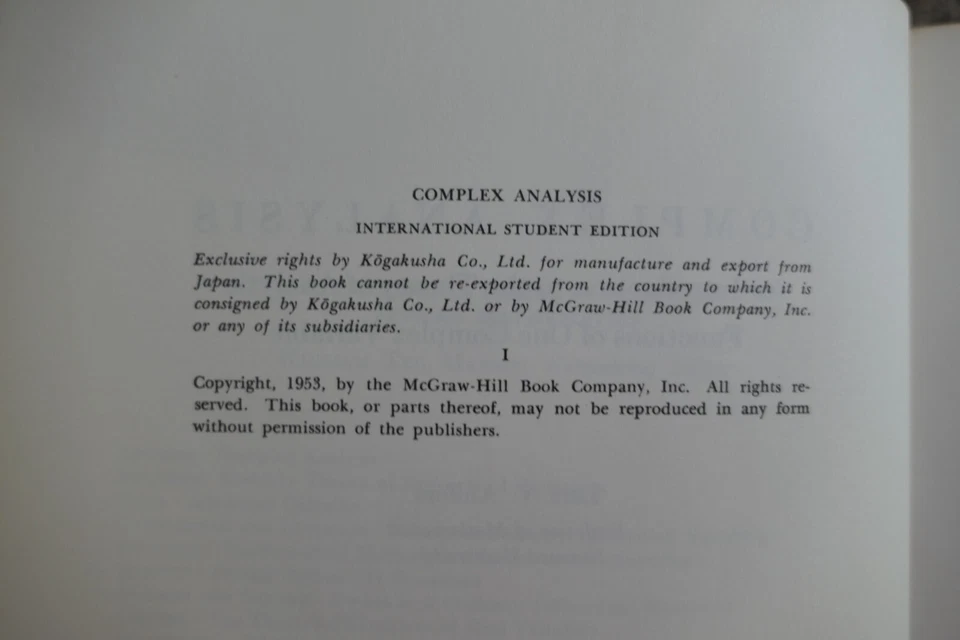 COMPLEX ANALYSIS
INTERNATIONAL STUDENT EDITION
Exclusive rights by Kōgakusha Co., Ltd. for manufacture and export from
Japan. This book cannot be re-exported from the country to which it is
consigned by Kōgakusha Co., Ltd. or by McGraw-Hill Book Company, Inc.
or any of its subsidiaries.
I
Copyright, 1953, by the McGraw-Hill Book Company, Inc. All rights re-
served. This book, or parts thereof, may not be reproduced in any form
without permission of the publishers.